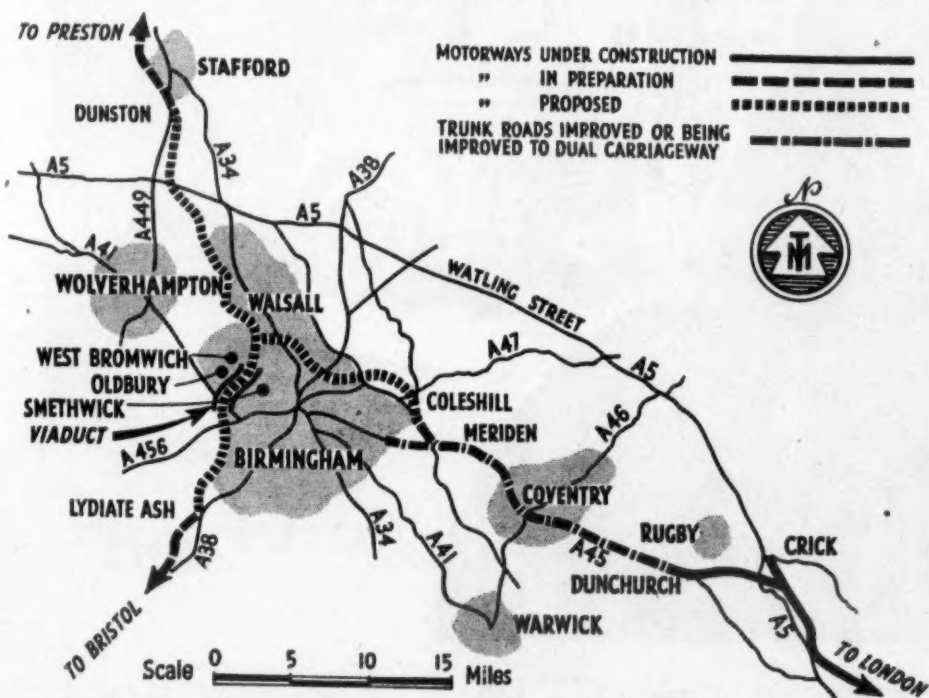 TO PRESTON
STAFFORD
DUNSTON
MOTORWAYS UNDER CONSTRUCTION
" IN PREPARATION
" PROPOSED
TRUNK ROADS IMPROVED OR BEING
IMPROVED TO DUAL CARRIAGEWAY
N
TM
A5
A34
A449
A38
A5
A41
WOLVERHAMPTON
WALSALL
WATLING STREET
WEST BROMWICH
OLDBURY
SMETHWICK
VIADUCT
A47
A5
COLESHILL
MERIDEN
A46
A456
BIRMINGHAM
COVENTRY
LYDIATE ASH
A38
A34
A41
A45
RUGBY
CRICK
DUNCHURCH
A5
TO BRISTOL
WARWICK
TO LONDON
Scale 0 5 10 15 Miles